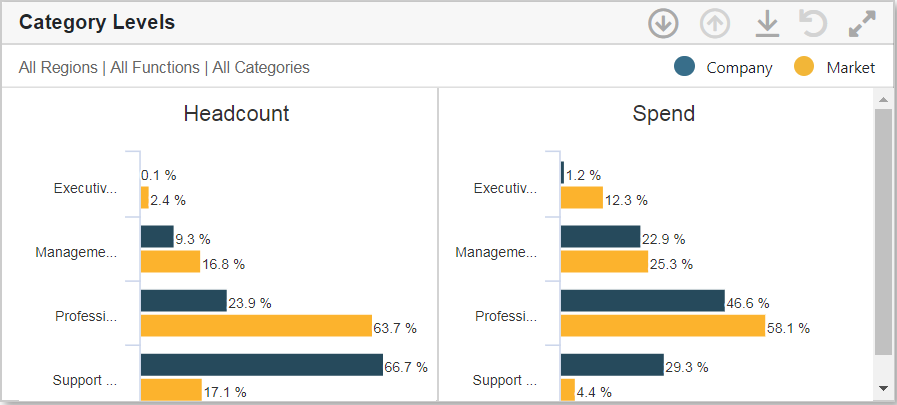 Category Levels
All Regions | All Functions | All Categories
Company
Market
Headcount
Executiv...
0.1 %
2.4 %
Manageme...
9.3 %
16.8 %
Professi...
23.9 %
63.7 %
Support ...
66.7 %
17.1 %
Spend
Executiv...
1.2 %
12.3 %
Manageme...
22.9 %
25.3 %
Professi...
46.6 %
58.1 %
Support ...
29.3 %
4.4 %